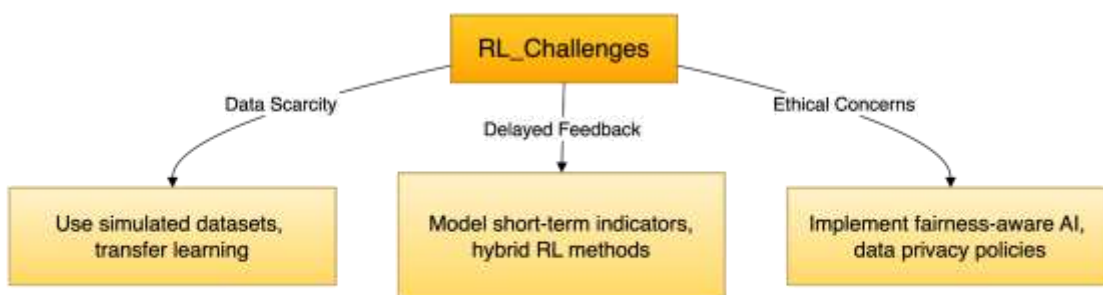 RL_Challenges
Data Scarcity
Delayed Feedback
Ethical Concerns
Use simulated datasets,
transfer learning
Model short-term indicators,
hybrid RL methods
Implement fairness-aware AI,
data privacy policies